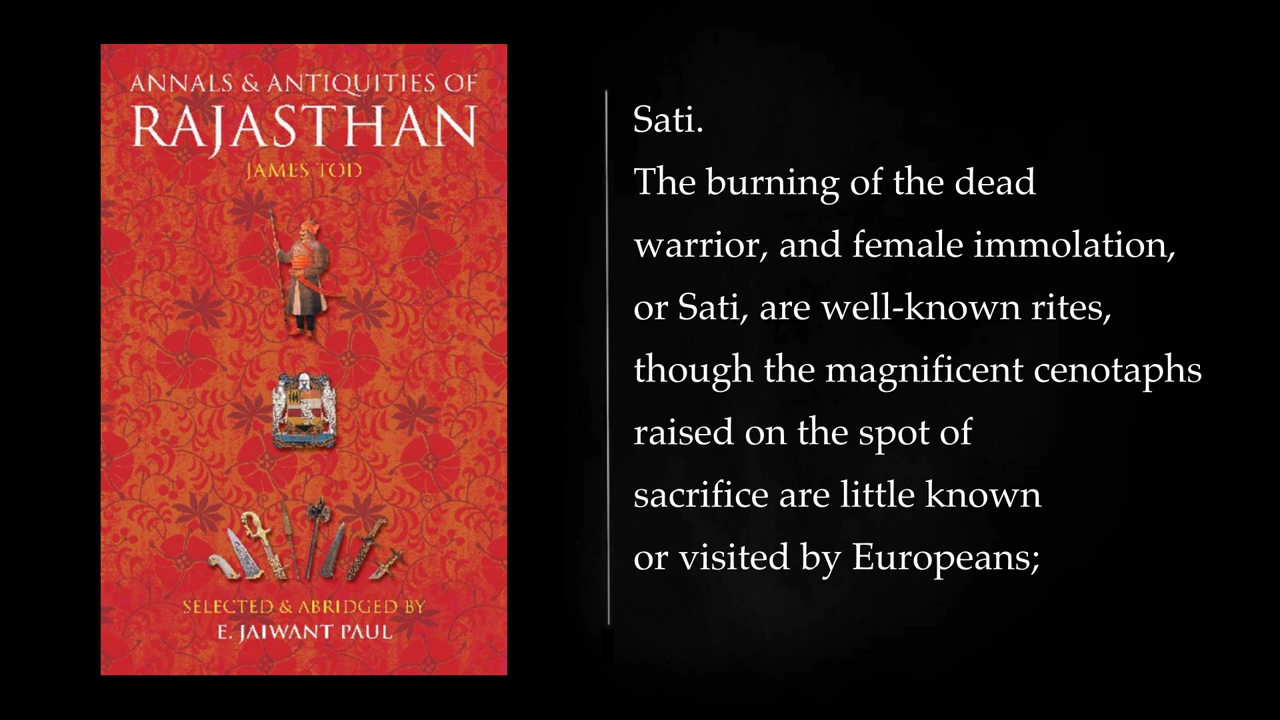 ANNALS & ANTIQUITIES OF
RAJASTHAN
JAMES TOD
SELECTED & ABRIDGED BY
E. JAIWANT PAUL
Sati.
The burning of the dead
warrior, and female immolation,
or Sati, are well-known rites,
though the magnificent cenotaphs
raised on the spot of
sacrifice are little known
or visited by Europeans;